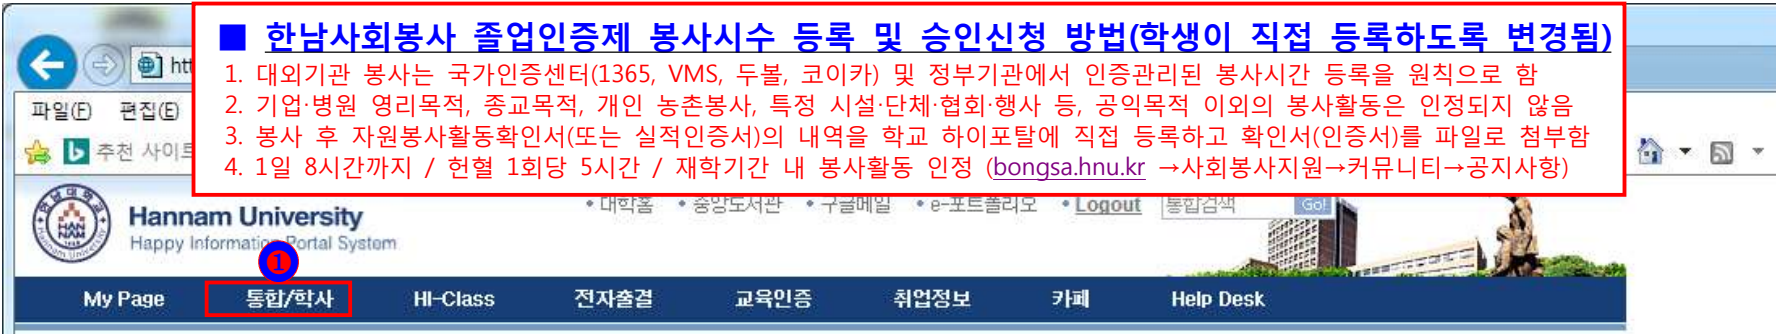 ■ 한남사회봉사 졸업인증제 봉사시수 등록 및 승인신청 방법(학생이 직접 등록하도록 변경됨)
1. 대외기관 봉사는 국가인증센터(1365, VMS, 두볼, 코이카) 및 정부기관에서 인증관리된 봉사시간 등록을 원칙으로 함
2. 기업·병원 영리목적, 종교목적, 개인 농촌봉사, 특정 시설·단체·협회·행사 등, 공익목적 이외의 봉사활동은 인정되지 않음
3. 봉사 후 자원봉사활동확인서(또는 실적인증서)의 내역을 학교 하이포탈에 직접 등록하고 확인서(인증서)를 파일로 첨부함
4. 1일 8시간까지 / 헌혈 1회당 5시간 / 재학기간 내 봉사활동 인정 (bongsa.hnu.kr →사회봉사지원→커뮤니티→공지사항)
htt
파일(F) 편집(E)
추천 사이트
• 대학홈 • 중앙도서관 • 구글메일 • e-포트폴리오 • Logout 통합검색 Go!
Hannam University
Happy Information Portal System
1
My Page 통합/학사 HI-Class 전자출결 교육인증 취업정보 카페 Help Desk